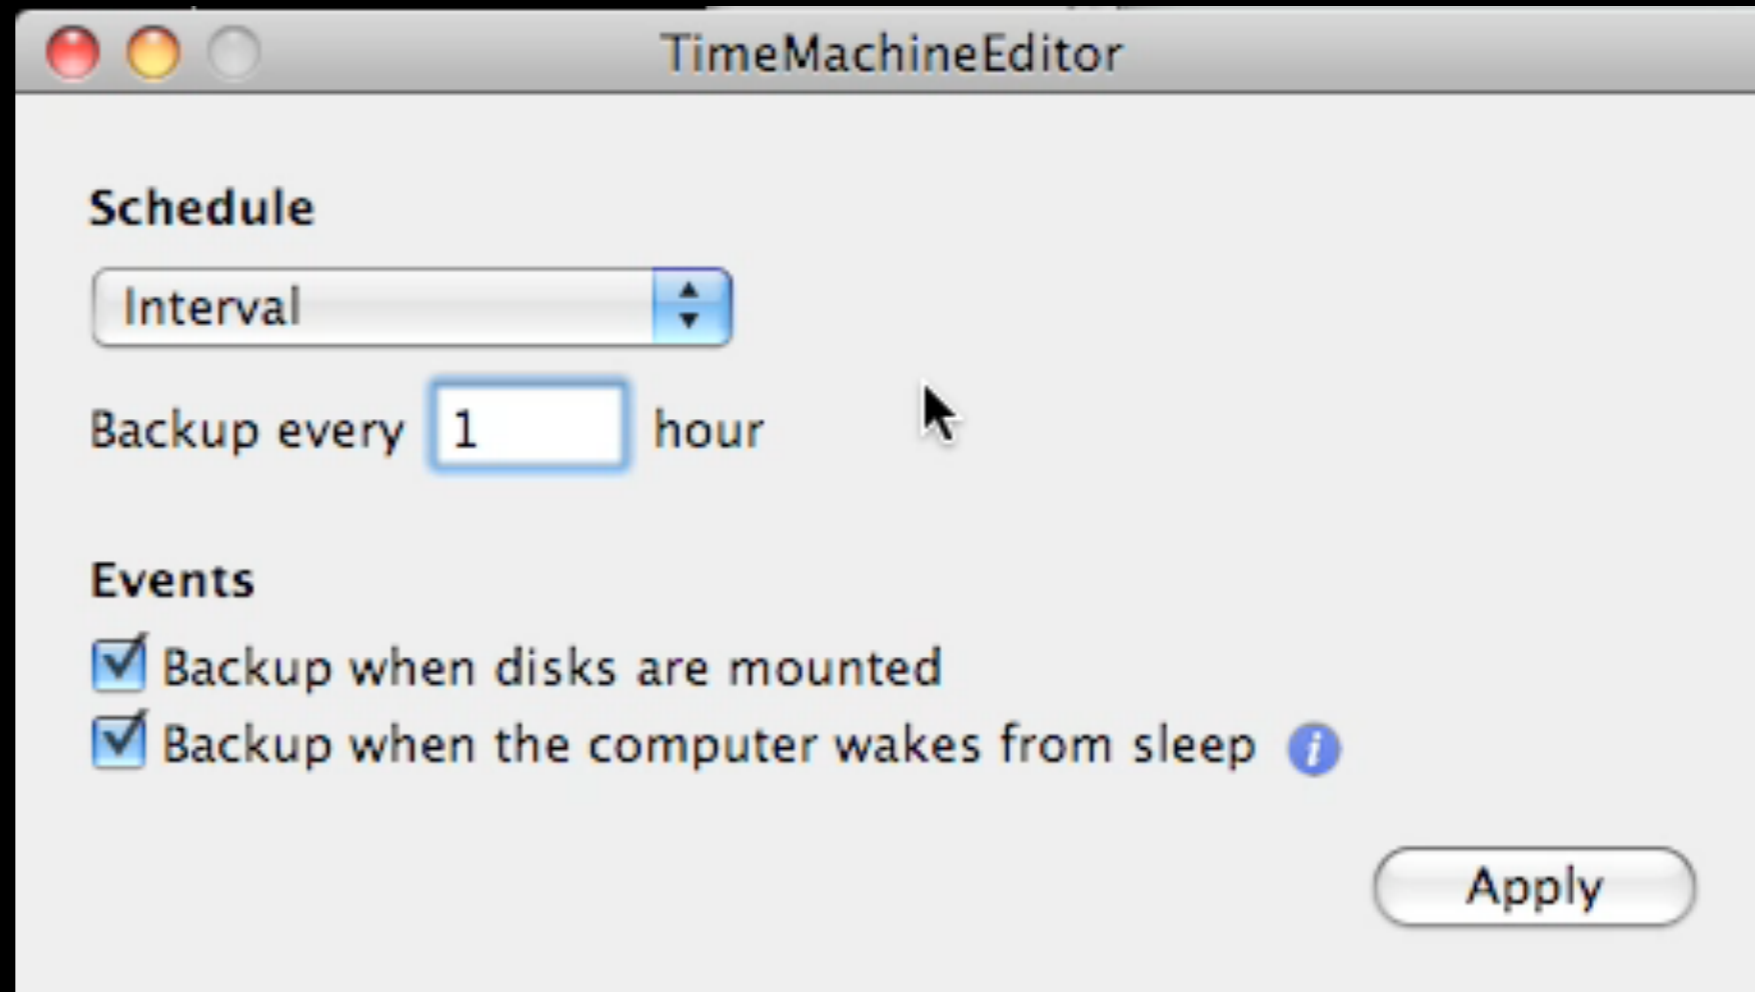 TimeMachineEditor
Schedule
Interval
Backup every 1 hour
Events
Backup when disks are mounted
Backup when the computer wakes from sleep i
Apply